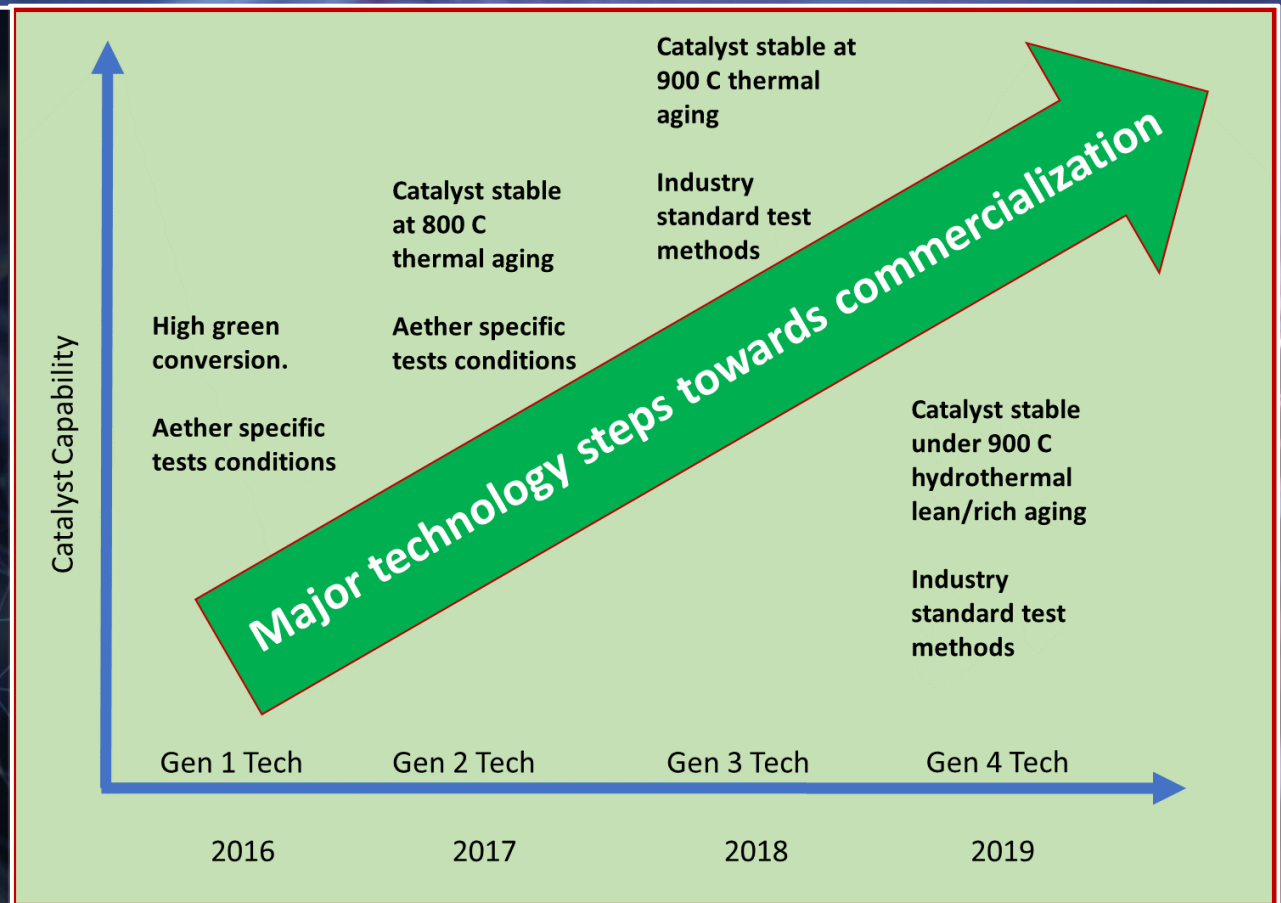 Catalyst stable at
900 C thermal
aging
Industry
standard test
methods
Catalyst stable
at 800 C
thermal aging
Aether specific
tests conditions
High green
conversion.
Aether specific
tests conditions
Major technology steps towards commercialization
Catalyst stable
under 900 C
hydrothermal
lean/rich aging
Industry
standard test
methods
Catalyst Capability
Gen 1 Tech
Gen 2 Tech
Gen 3 Tech
Gen 4 Tech
2016
2017
2018
2019